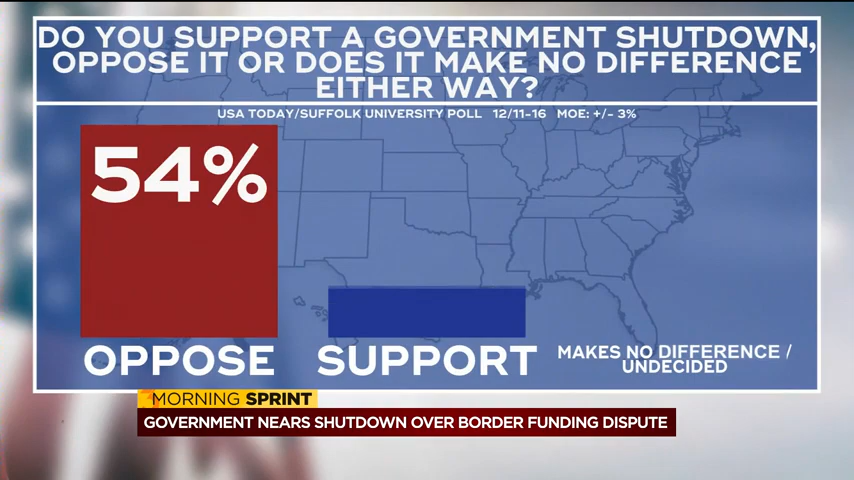 DO YOU SUPPORT A GOVERNMENT SHUTDOWN,
OPPOSE IT OR DOES IT MAKE NO DIFFERENCE
EITHER WAY?
USA TODAY/SUFFOLK UNIVERSITY POLL 12/11-16 MOE: +/- 3%
54%
OPPOSE
SUPPORT
MAKES NO DIFFERENCE /
UNDECIDED
MORNING SPRINT
GOVERNMENT NEARS SHUTDOWN OVER BORDER FUNDING DISPUTE